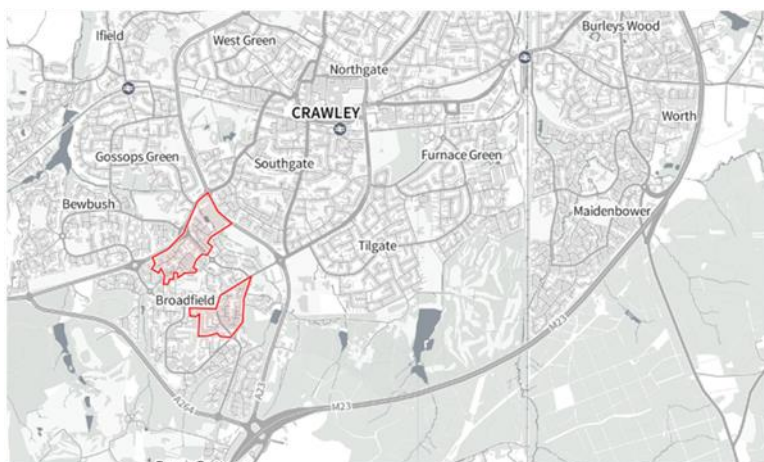 Ifield
West Green
Burleys Wood
Northgate
CRAWLEY
Worth
Gossops Green
Southgate
Furnace Green
Bewbush
Maidenbower
Tilgate
Broadfield
M23
A264
A23
M23